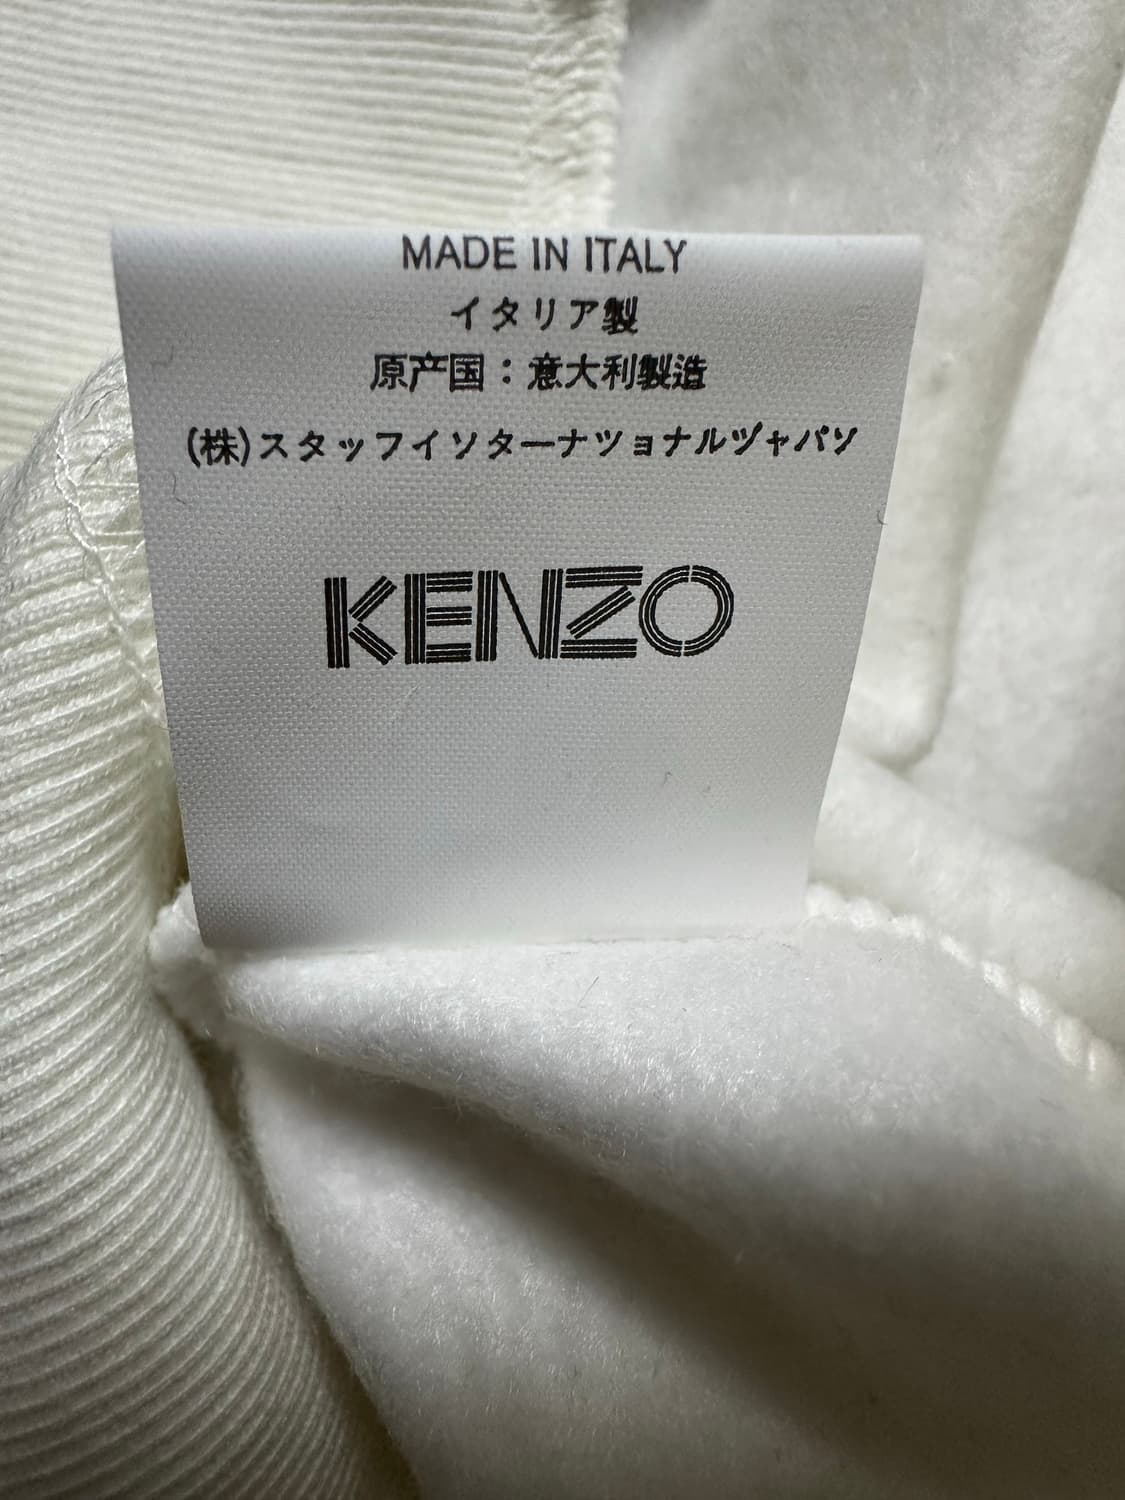 MADE IN ITALY
イタリア製
原产国：意大利製造
(株)スタッフイソターナツョナルヅャパソ
KENZO